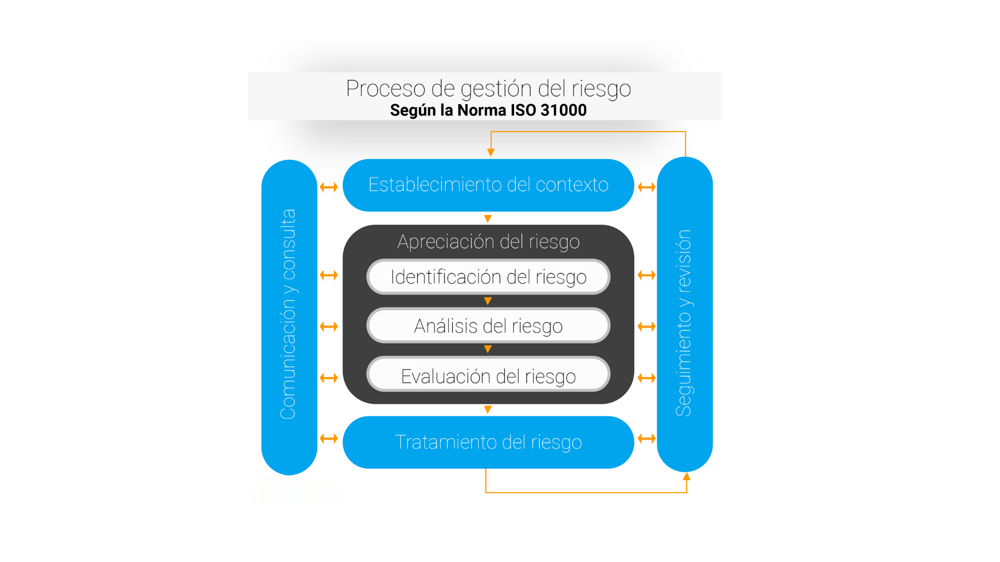 Proceso de gestión del riesgo
Según la Norma ISO 31000
Comunicación y consulta
Establecimiento del contexto
Apreciación del riesgo
Identificación del riesgo
Análisis del riesgo
Evaluación del riesgo
Tratamiento del riesgo
Seguimiento y revisión